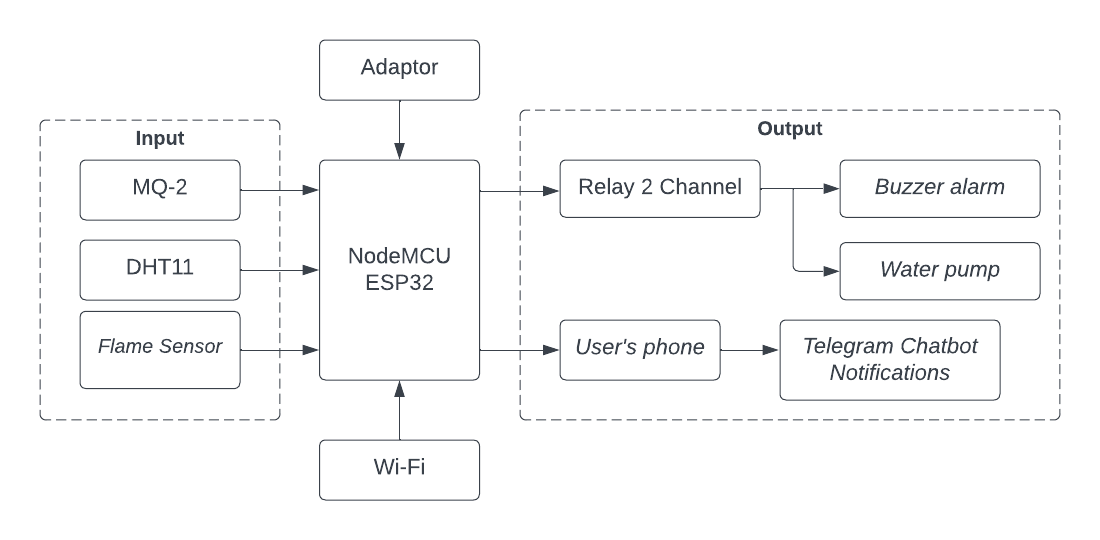 Adaptor
Input
MQ-2
DHT11
Flame Sensor
NodeMCU
ESP32
Wi-Fi
Output
Relay 2 Channel
Buzzer alarm
Water pump
User's phone
Telegram Chatbot
Notifications